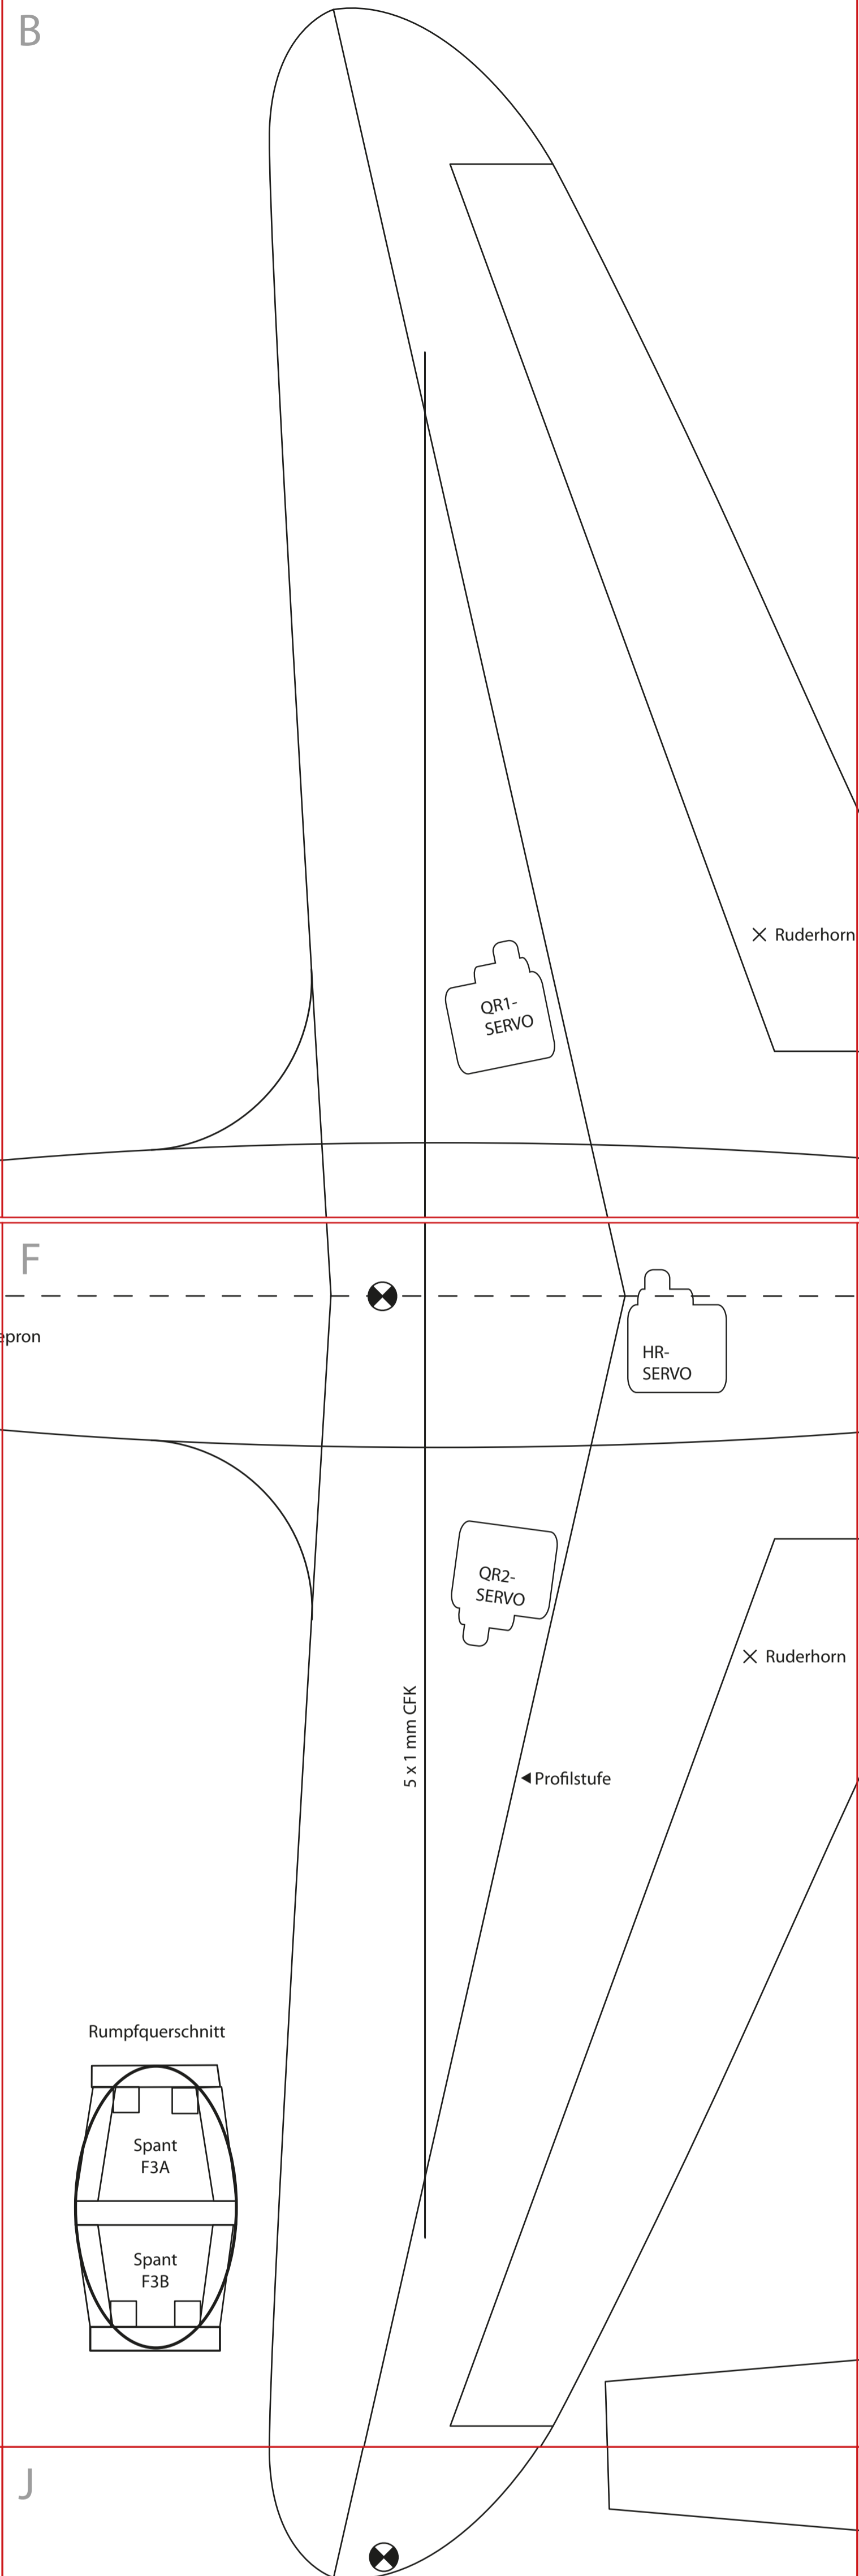 B
Ruderhorn
QR1-
SERVO
F
epron
HR-
SERVO
QR2-
SERVO
Ruderhorn
5 x 1 mm CFK
Profilstufe
Rumpfquerschnitt
Spant
F3A
Spant
F3B
J